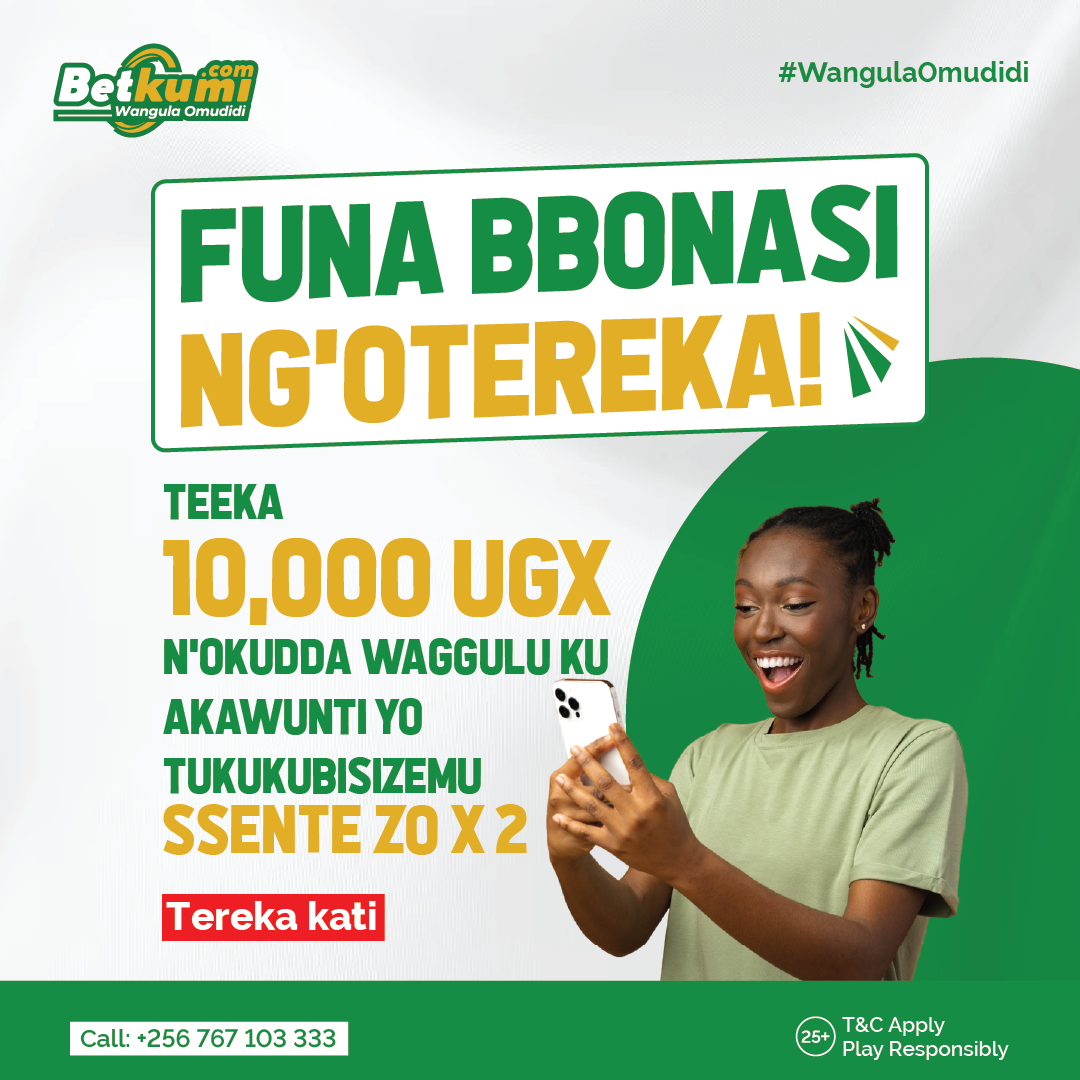 Betkumi.com
Wangula Omudidi
#WangulaOmudidi
FUNA BBONASI
NG'OTEREKA!
TEEKA
10,000 UGX
N'OKUDDA WAGGULU KU
AKAWUNTI YO
TUKUKUBISIZEMU
SSENTE ZO X 2
Tereka kati
Call: +256 767 103 333
25+
T&C Apply
Play Responsibly